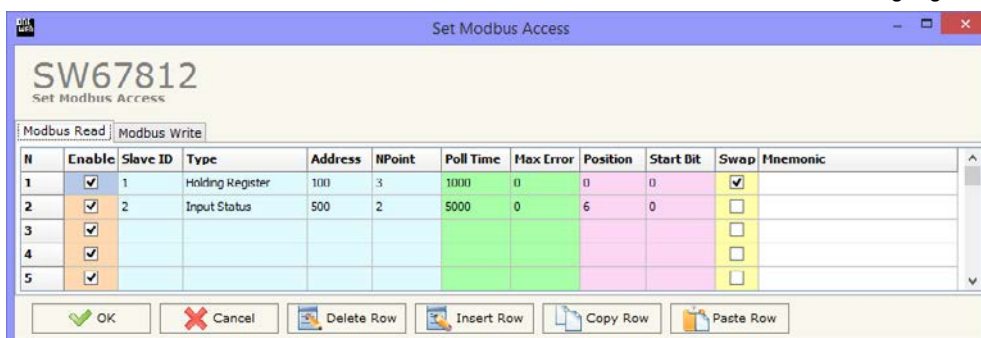 Set Modbus Access
SW67812
Set Modbus Access
Modbus Read Modbus Write
N Enable Slave ID Type Address NPoint Poll Time Max Error Position Start Bit Swap Mnemonic
1 1 Holding Register 100 3 1000 0 0 0
2 2 Input Status 500 2 5000 0 6 0
3
4
5
OK Cancel Delete Row Insert Row Copy Row Paste Row